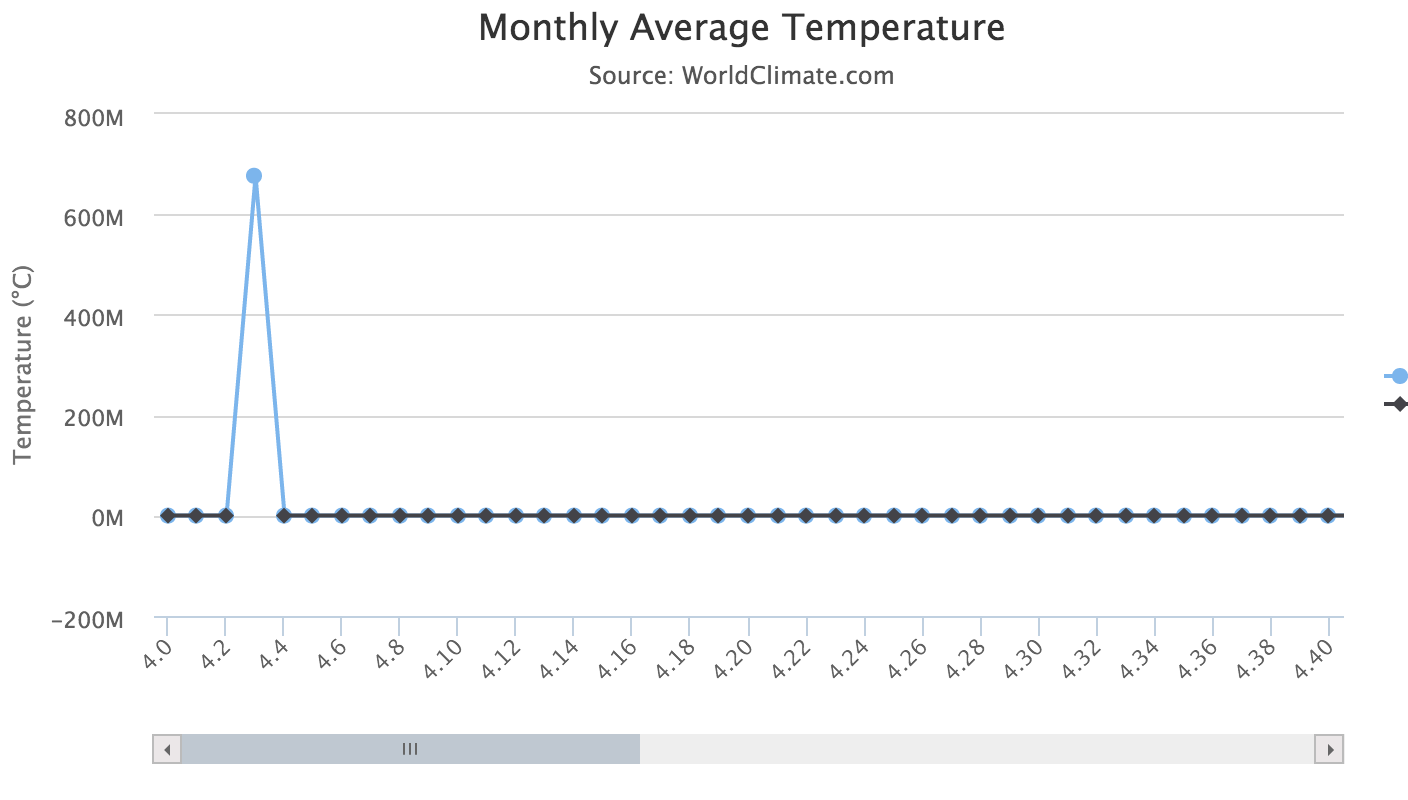 Monthly Average Temperature
Source: WorldClimate.com
Temperature (°C)
800M
600M
400M
200M
0M
−200M
4.0 4.2 4.4 4.6 4.8 4.10 4.12 4.14 4.16 4.18 4.20 4.22 4.24 4.26 4.28 4.30 4.32 4.34 4.36 4.38 4.40